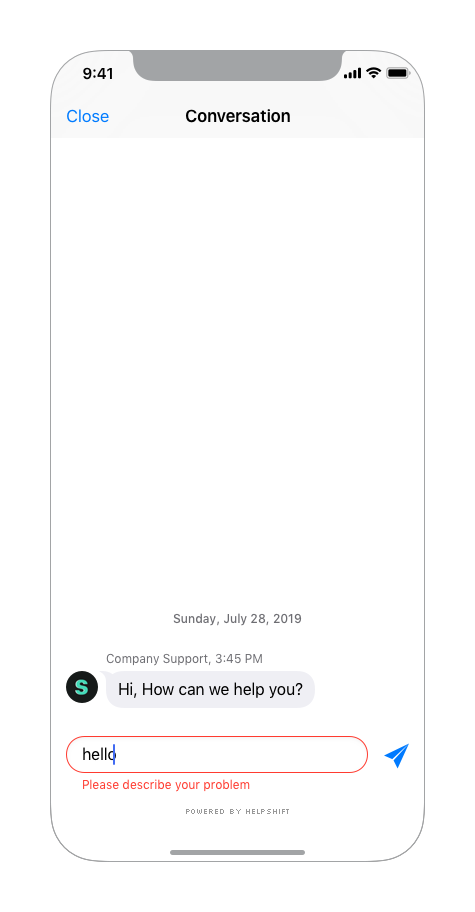 9:41
Close
Conversation
Sunday, July 28, 2019
Company Support, 3:45 PM
S
Hi, How can we help you?
hello
Please describe your problem
POWERED BY HELPSHIFT